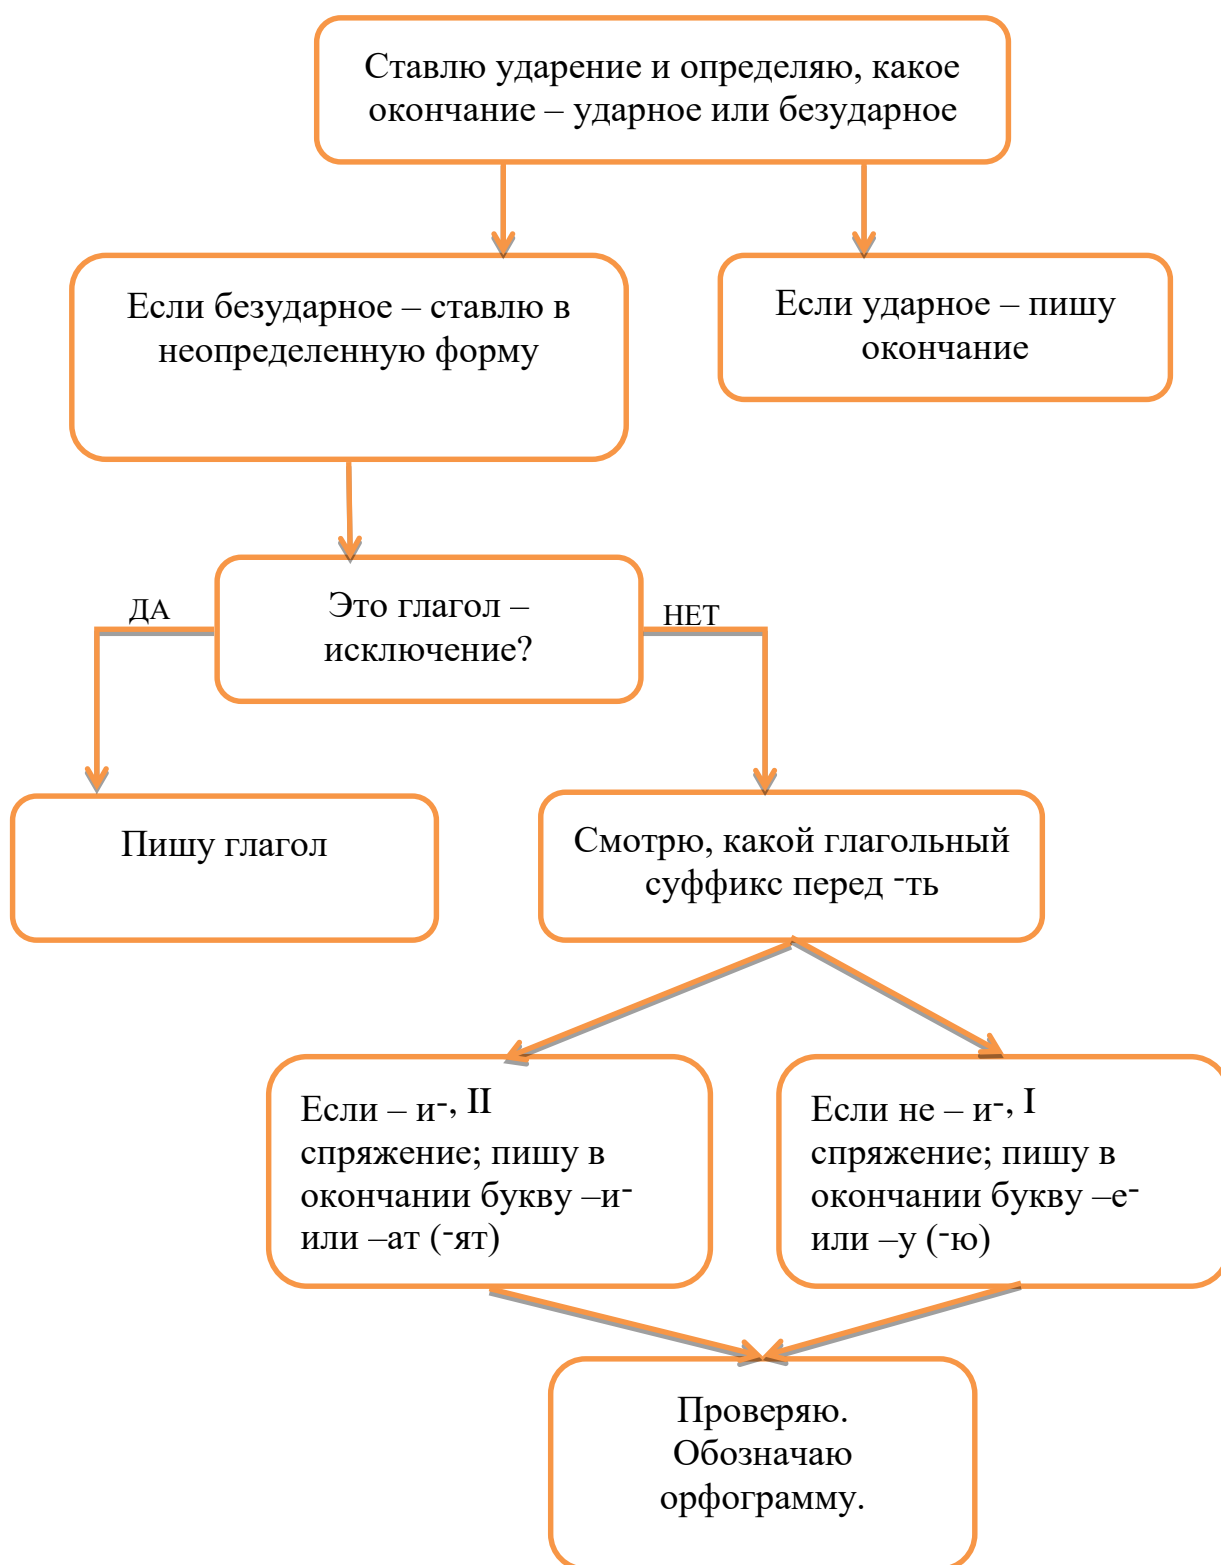 Ставлю ударение и определяю, какое
окончание – ударное или безударное
Если безударное – ставлю в
неопределенную форму
Если ударное – пишу
окончание
Это глагол –
исключение?
ДА
НЕТ
Пишу глагол
Смотрю, какой глагольный
суффикс перед -ть
Если – и-, II
спряжение; пишу в
окончании букву –и-
или –ат (-ят)
Если не – и-, I
спряжение; пишу в
окончании букву –е-
или –у (-ю)
Проверяю.
Обозначаю
орфограмму.